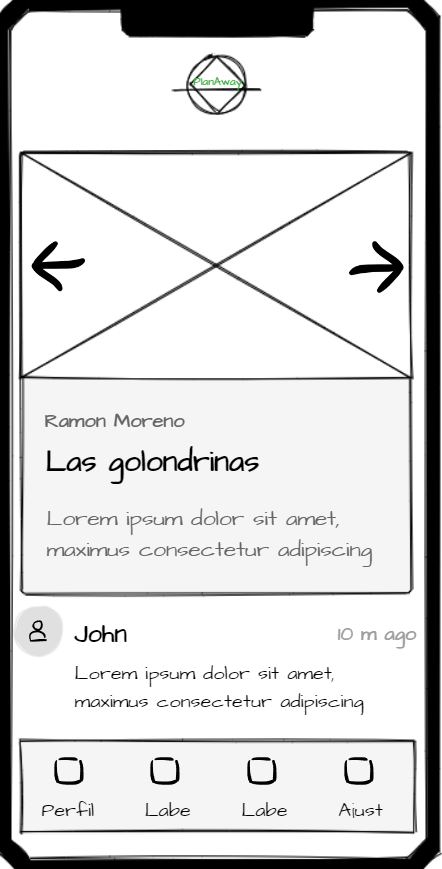 PlanAway
Ramon Moreno
Las golondrinas
Lorem ipsum dolor sit amet,
maximus consectetur adipiscing
John
10 m ago
Lorem ipsum dolor sit amet,
maximus consectetur adipiscing
Perfil
Labe
Labe
Ajust